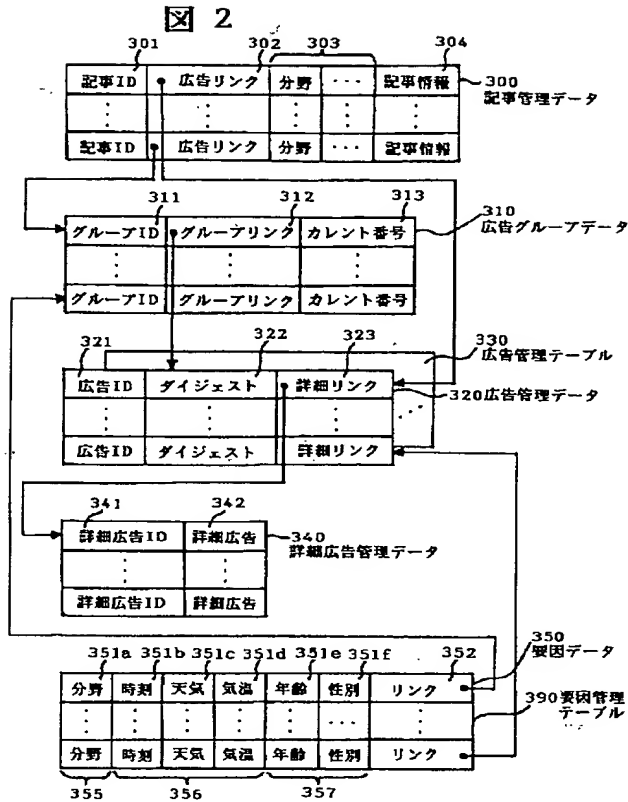 図 2
301 302 303 304
記事ID 広告リンク 分野 ··· 記事情報
300
記事管理データ
記事ID 広告リンク 分野 記事情報
311 312 313
グループID グループリンク カレント番号
310
広告グループデータ
グループID グループリンク カレント番号
321 322 323
330
広告管理テーブル
広告ID ダイジェスト 詳細リンク
320広告管理データ
広告ID ダイジェスト 詳細リンク
341 342
詳細広告ID 詳細広告
340
詳細広告管理データ
詳細広告ID 詳細広告
351a 351b 351c 351d 351e 351f 352
350
要因データ
分野 時刻 天気 気温 年齢 性別 リンク
390要因管理
テーブル
分野 時刻 天気 気温 年齢 性別 リンク
355 356 357